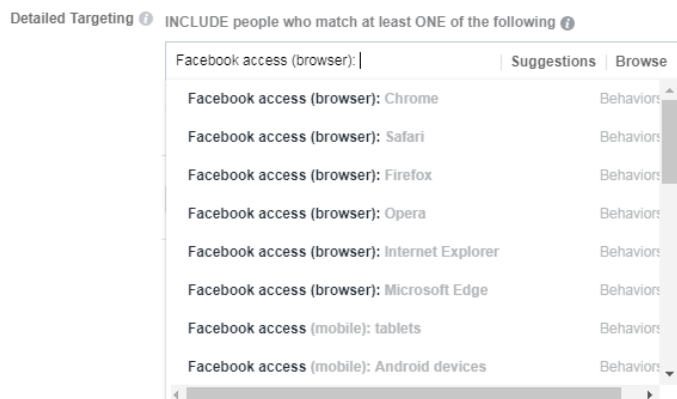 Detailed Targeting
INCLUDE people who match at least ONE of the following
Facebook access (browser): Suggestions Browse
Facebook access (browser): Chrome Behaviors
Facebook access (browser): Safari Behaviors
Facebook access (browser): Firefox Behaviors
Facebook access (browser): Opera Behaviors
Facebook access (browser): Internet Explorer Behaviors
Facebook access (browser): Microsoft Edge Behaviors
Facebook access (mobile): tablets Behaviors
Facebook access (mobile): Android devices Behaviors